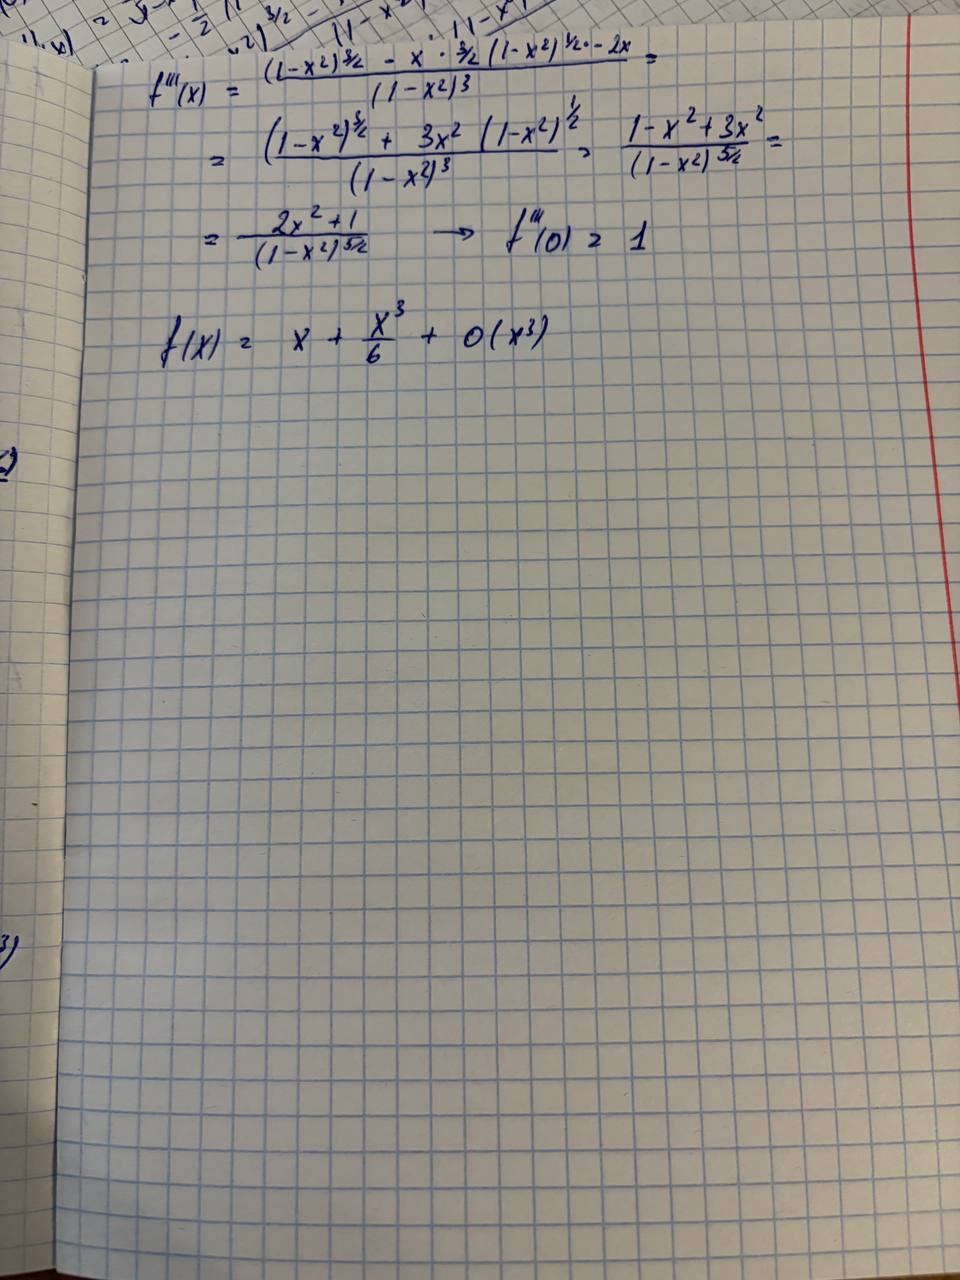 f'''(x) = ((1-x²)^3/2 - x · 3/2 (1-x²)^1/2 · -2x)/((1-x²)³) =
= ((1-x²)^3/2 + 3x² (1-x²)^1/2)/((1-x²)³) = (1-x²+3x²)/((1-x²)^5/2) =
= (2x²+1)/((1-x²)^5/2) → f'''(0) = 1
f(x) = x + x³/6 + o(x³)